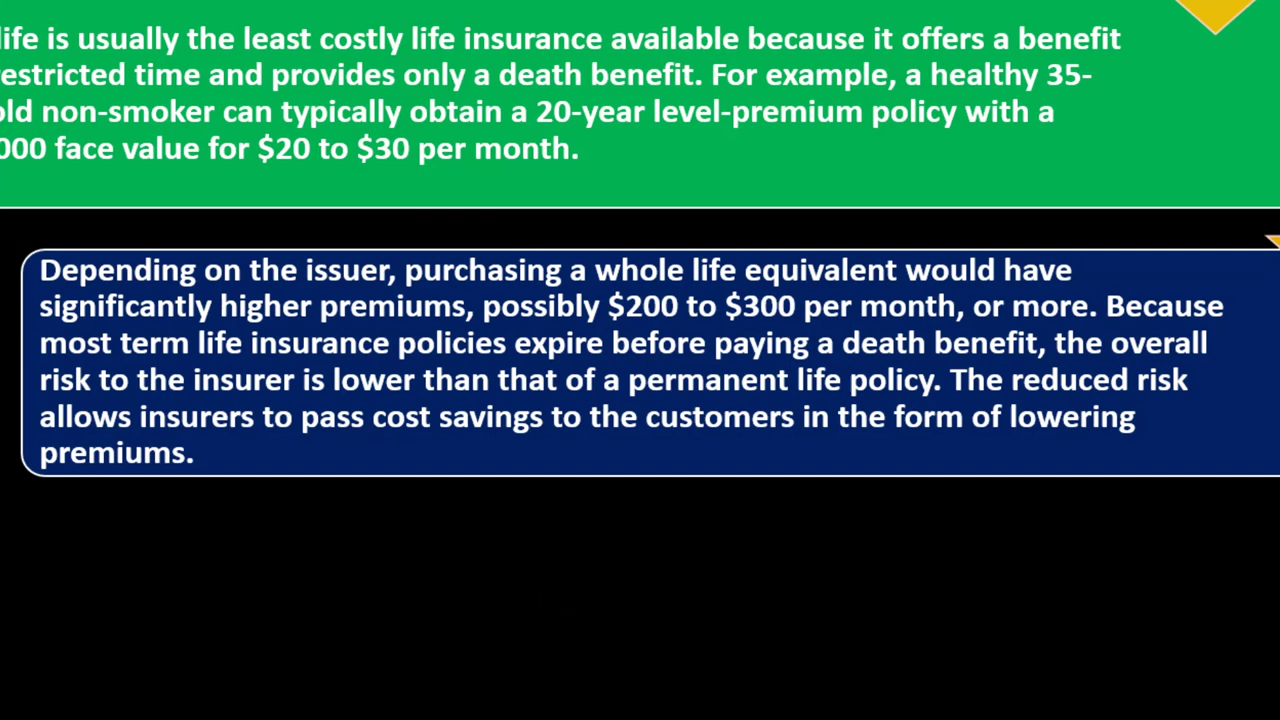 life is usually the least costly life insurance available because it offers a benefit
restricted time and provides only a death benefit. For example, a healthy 35-
old non-smoker can typically obtain a 20-year level-premium policy with a
000 face value for $20 to $30 per month.
Depending on the issuer, purchasing a whole life equivalent would have
significantly higher premiums, possibly $200 to $300 per month, or more. Because
most term life insurance policies expire before paying a death benefit, the overall
risk to the insurer is lower than that of a permanent life policy. The reduced risk
allows insurers to pass cost savings to the customers in the form of lowering
premiums.